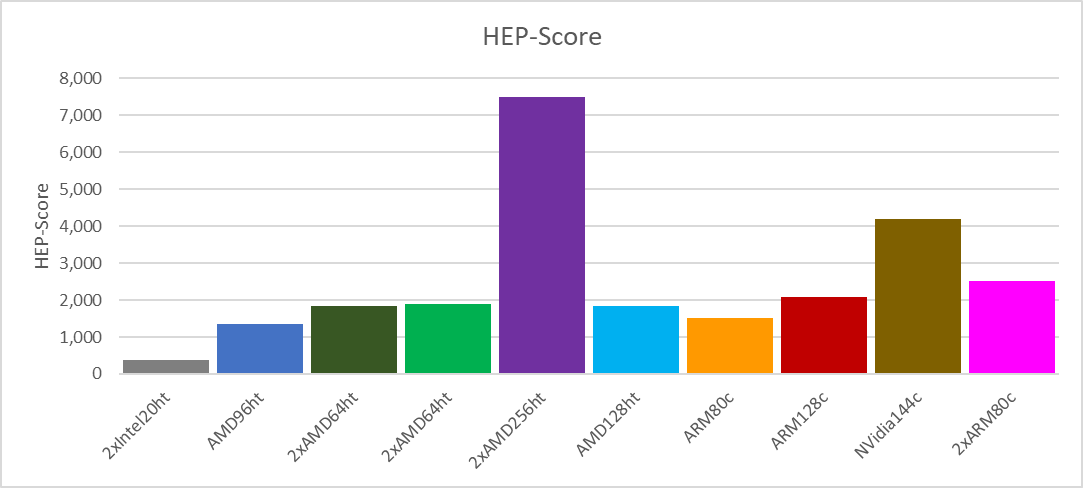 HEP-Score
HEP-Score
8,000
7,000
6,000
5,000
4,000
3,000
2,000
1,000
0
2xIntel20ht
AMD96ht
2xAMD64ht
2xAMD64ht
2xAMD256ht
AMD128ht
ARM80c
ARM128c
NVidia144c
2xARM80c